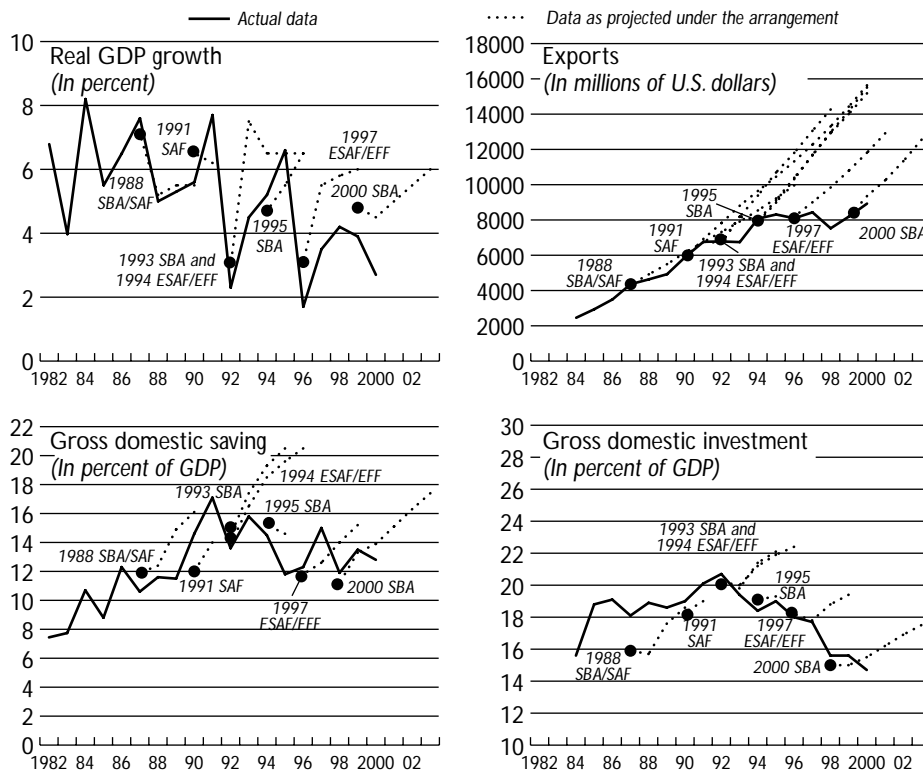 Actual data
Data as projected under the arrangement
Real GDP growth
(In percent)
10
8
6
4
2
0
1991
SAF
1988
SBA/SAF
1997
ESAF/EFF
2000 SBA
1995
SBA
1993 SBA and
1994 ESAF/EFF
1982 84 86 88 90 92 94 96 98 2000 02
Exports
(In millions of U.S. dollars)
18000
16000
14000
12000
10000
8000
6000
4000
2000
0
1995
SBA
1991
SAF
1988
SBA/SAF
1997
ESAF/EFF
2000 SBA
1993 SBA and
1994 ESAF/EFF
1982 84 86 88 90 92 94 96 98 2000 02
Gross domestic saving
(In percent of GDP)
22
20
18
16
14
12
10
8
6
4
2
0
1994 ESAF/EFF
1993 SBA
1995 SBA
1988 SBA/SAF
1991 SAF
1997
ESAF/EFF
2000 SBA
1982 84 86 88 90 92 94 96 98 2000 02
Gross domestic investment
(In percent of GDP)
30
28
26
24
22
20
18
16
14
12
10
1993 SBA and
1994 ESAF/EFF
1995
SBA
1991
SAF
1997
ESAF/EFF
1988
SBA/SAF
2000 SBA
1982 84 86 88 90 92 94 96 98 2000 02